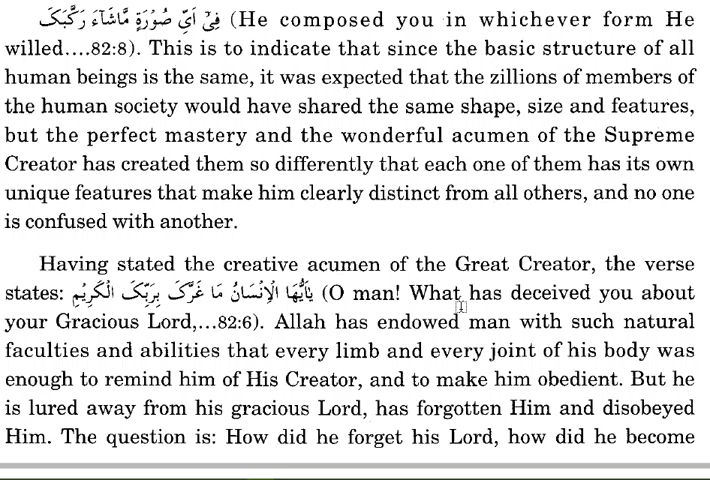 فِىْٓ اَىِّ صُوْرَةٍ مَّاشَآءَ رَكَّبَكَ (He composed you in whichever form He
willed....82:8). This is to indicate that since the basic structure of all
human beings is the same, it was expected that the zillions of members of
the human society would have shared the same shape, size and features,
but the perfect mastery and the wonderful acumen of the Supreme
Creator has created them so differently that each one of them has its own
unique features that make him clearly distinct from all others, and no one
is confused with another.
Having stated the creative acumen of the Great Creator, the verse
states: يٰٓاَيُّهَا الْاِنْسَانُ مَا غَرَّكَ بِرَبِّكَ الْكَرِيْمِ (O man! What has deceived you about
your Gracious Lord,...82:6). Allah has endowed man with such natural
faculties and abilities that every limb and every joint of his body was
enough to remind him of His Creator, and to make him obedient. But he
is lured away from his gracious Lord, has forgotten Him and disobeyed
Him. The question is: How did he forget his Lord, how did he become